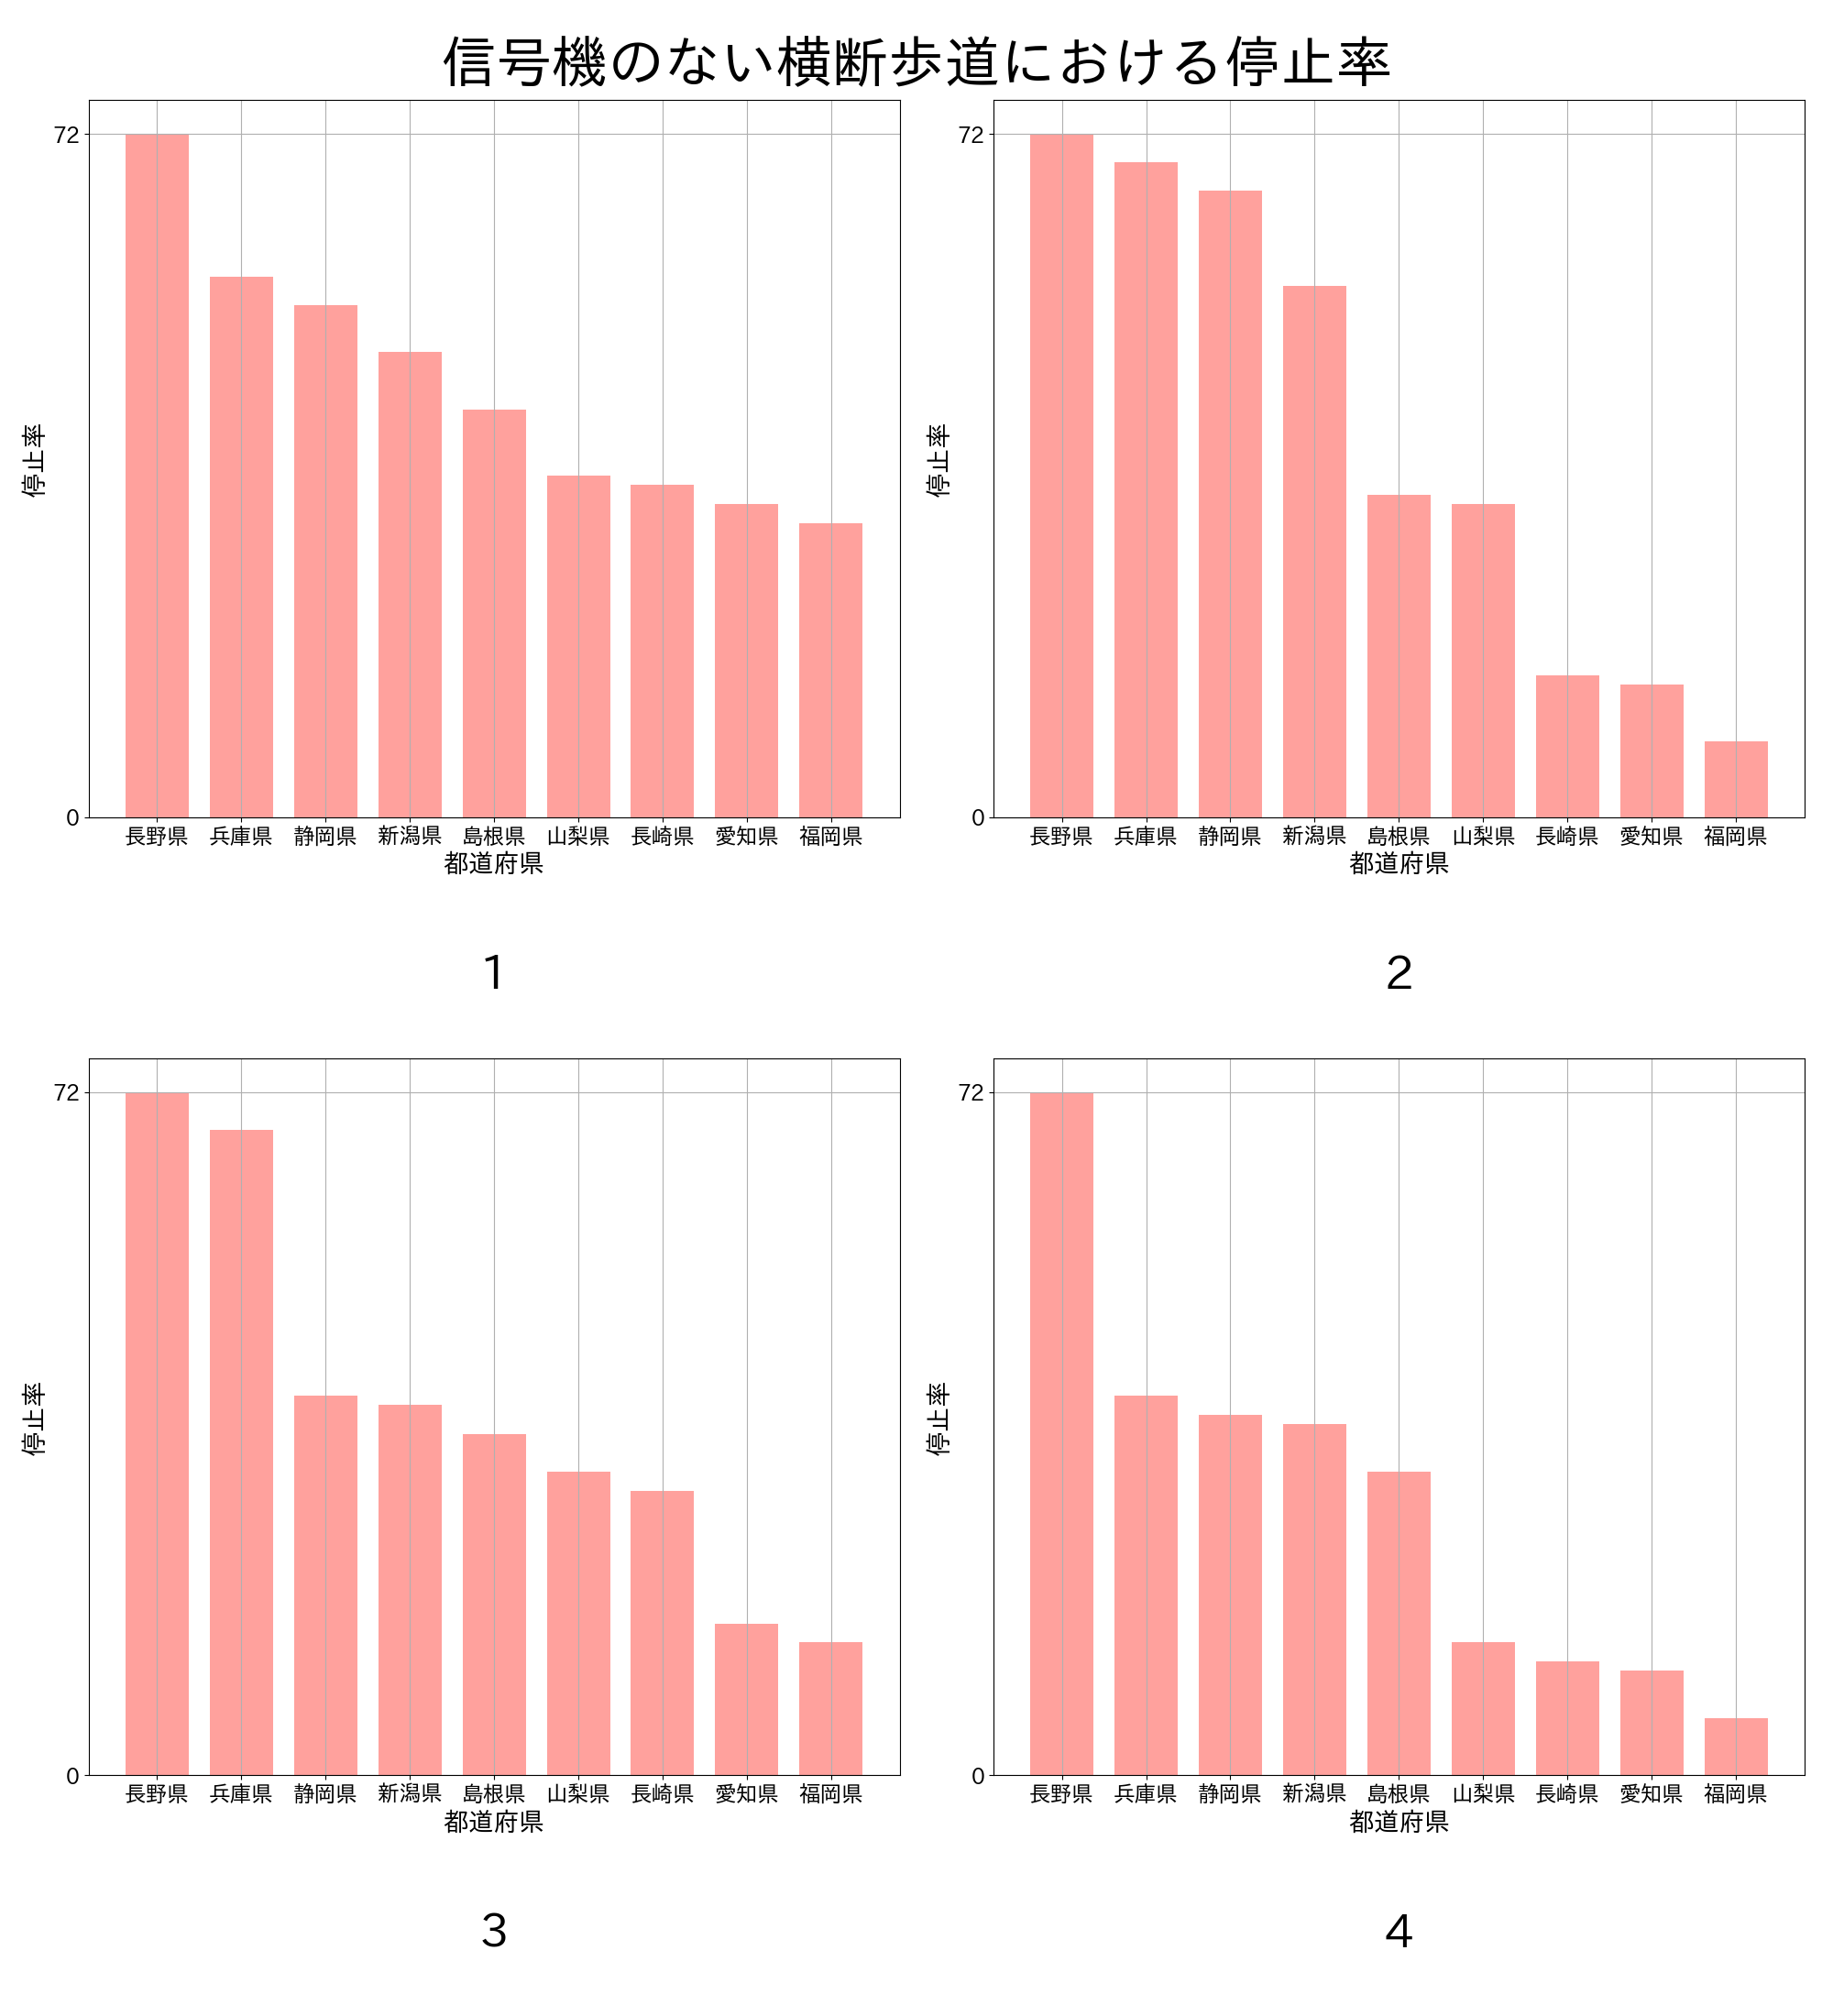 信号機のない横断歩道における停止率
72
0
停止率
長野県 兵庫県 静岡県 新潟県 島根県 山梨県 長崎県 愛知県 福岡県
都道府県
1
72
0
停止率
長野県 兵庫県 静岡県 新潟県 島根県 山梨県 長崎県 愛知県 福岡県
都道府県
2
72
0
停止率
長野県 兵庫県 静岡県 新潟県 島根県 山梨県 長崎県 愛知県 福岡県
都道府県
3
72
0
停止率
長野県 兵庫県 静岡県 新潟県 島根県 山梨県 長崎県 愛知県 福岡県
都道府県
4